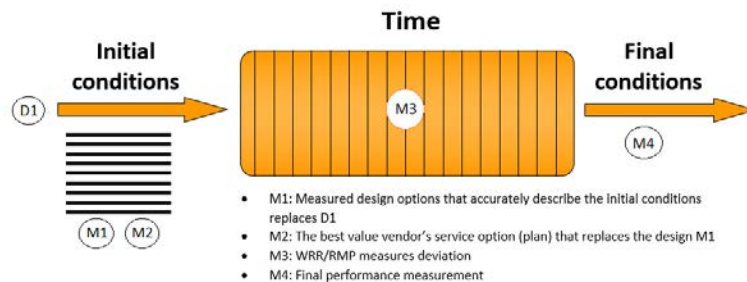 Time
Initial
conditions
Final
conditions
D1
M3
M4
M1 M2
• M1: Measured design options that accurately describe the initial conditions
replaces D1
• M2: The best value vendor's service option (plan) that replaces the design M1
• M3: WRR/RMP measures deviation
• M4: Final performance measurement